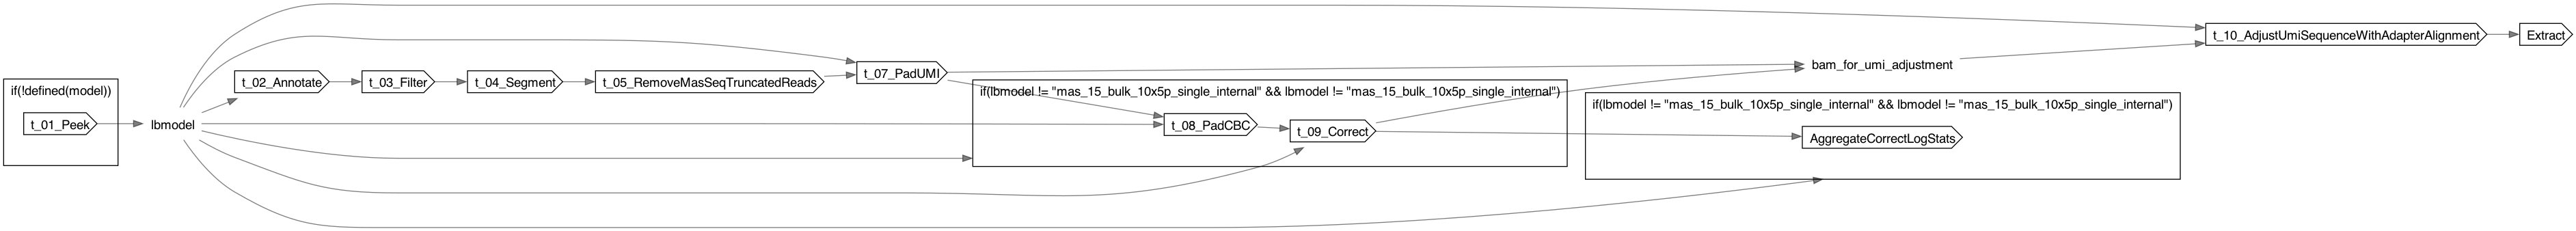 if(!defined(model))
t_01_Peek
lbmodel
t_02_Annotate
t_03_Filter
t_04_Segment
t_05_RemoveMasSeqTruncatedReads
t_07_PadUMI
if(lbmodel != "mas_15_bulk_10x5p_single_internal" && lbmodel != "mas_15_bulk_10x5p_single_internal")
t_08_PadCBC
t_09_Correct
bam_for_umi_adjustment
if(lbmodel != "mas_15_bulk_10x5p_single_internal" && lbmodel != "mas_15_bulk_10x5p_single_internal")
AggregateCorrectLogStats
t_10_AdjustUmiSequenceWithAdapterAlignment
Extract